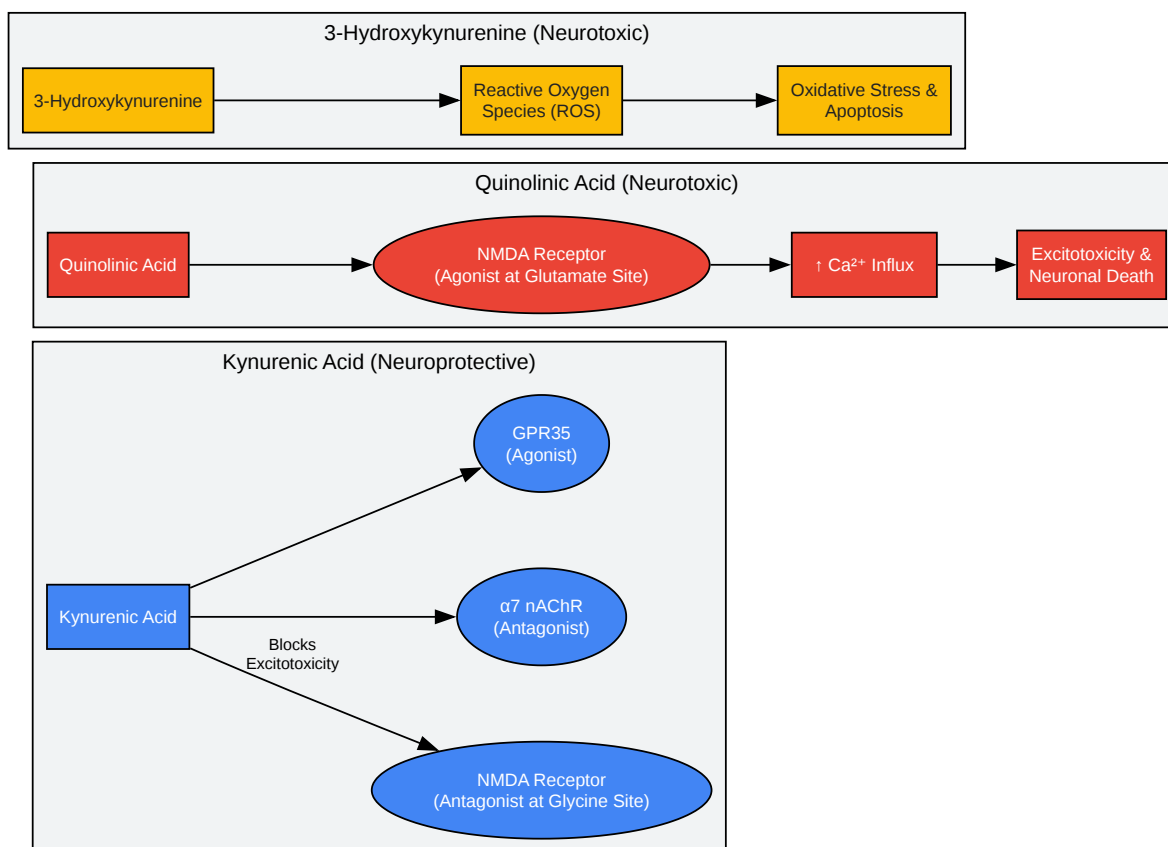 3-Hydroxykynurenine (Neurotoxic)
3-Hydroxykynurenine
Reactive Oxygen
Species (ROS)
Oxidative Stress &
Apoptosis
Quinolinic Acid (Neurotoxic)
Quinolinic Acid
NMDA Receptor
(Agonist at Glutamate Site)
↑ Ca²⁺ Influx
Excitotoxicity &
Neuronal Death
Kynurenic Acid (Neuroprotective)
GPR35
(Agonist)
Kynurenic Acid
α7 nAChR
(Antagonist)
Blocks
Excitotoxicity
NMDA Receptor
(Antagonist at Glycine Site)